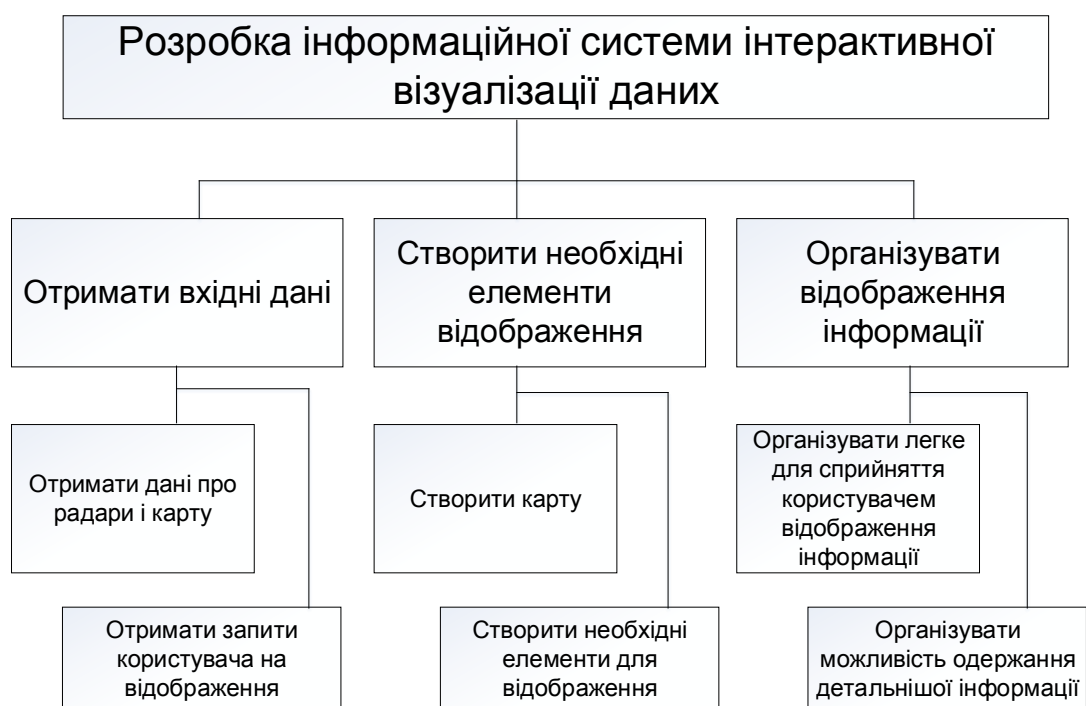 Розробка інформаційної системи інтерактивної
візуалізації даних
Отримати вхідні дані
Створити необхідні
елементи
відображення
Організувати
відображення
інформації
Отримати дані про
радари і карту
Створити карту
Організувати легке
для сприйняття
користувачем
відображення
інформації
Отримати запити
користувача на
відображення
Створити необхідні
елементи для
відображення
Організувати
можливість одержання
детальнішої інформації